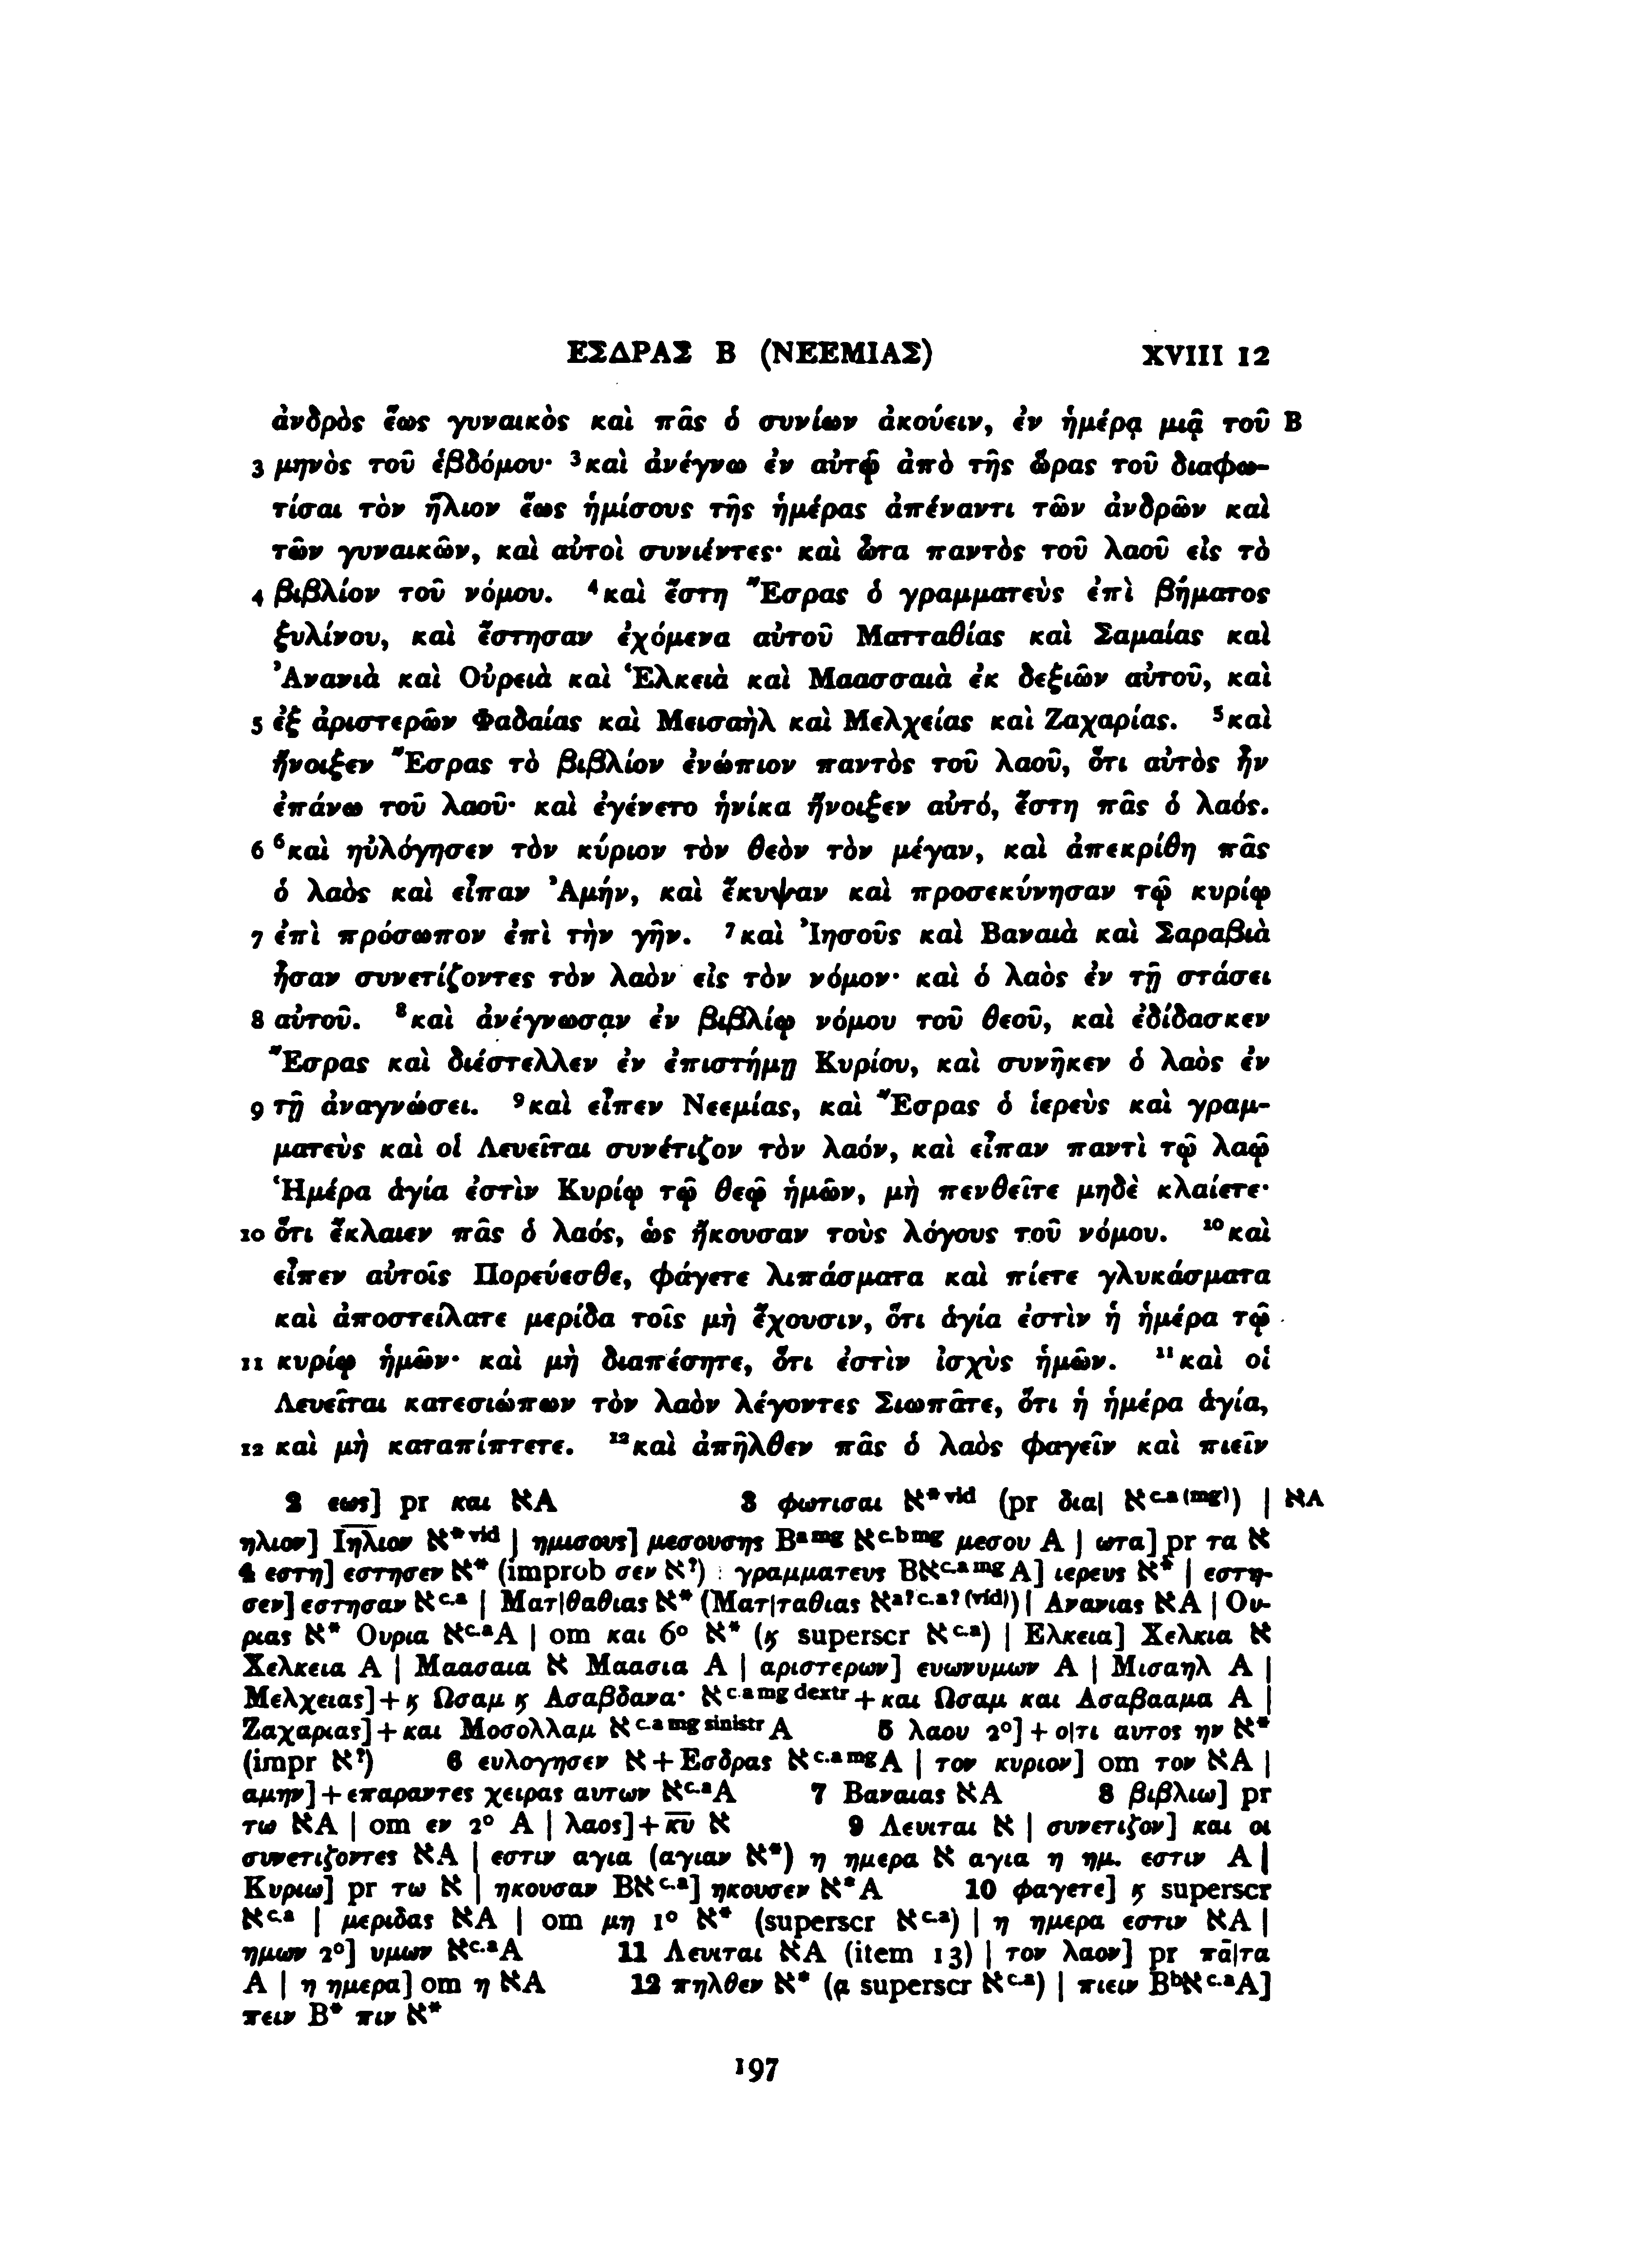 ΕΣΔΡΑΣ Β (ΝΕΕΜΙΑΣ) XVIII 12
ἀνδρὸς ἕως γυναικὸς καὶ πᾶς ὁ συνίων ἀκούειν, ἐν ἡμέρᾳ μιᾷ τοῦ B
3 μηνὸς τοῦ ἑβδόμου· ³καὶ ἀνέγνω ἐν αὐτῷ ἀπὸ τῆς ὥρας τοῦ διαφω-
τίσαι τὸν ἥλιον ἕως ἡμίσους τῆς ἡμέρας ἀπέναντι τῶν ἀνδρῶν καὶ
τῶν γυναικῶν, καὶ αὐτοὶ συνιέντες· καὶ ὦτα παντὸς τοῦ λαοῦ εἰς τὸ
4 βιβλίον τοῦ νόμου. ⁴καὶ ἔστη Ἔσρας ὁ γραμματεὺς ἐπὶ βήματος
ξυλίνου, καὶ ἔστησαν ἐχόμενα αὐτοῦ Ματταθίας καὶ Σαμαίας καὶ
Ἀνανιὰ καὶ Οὐρειὰ καὶ Ἑλκειὰ καὶ Μαασσαιὰ ἐκ δεξιῶν αὐτοῦ, καὶ
5 ἐξ ἀριστερῶν Φαδαίας καὶ Μεισαὴλ καὶ Μελχείας καὶ Ζαχαρίας. ⁵καὶ
ἤνοιξεν Ἔσρας τὸ βιβλίον ἐνώπιον παντὸς τοῦ λαοῦ, ὅτι αὐτὸς ἦν
ἐπάνω τοῦ λαοῦ· καὶ ἐγένετο ἡνίκα ἤνοιξεν αὐτό, ἔστη πᾶς ὁ λαός.
6 ⁶καὶ ηὐλόγησεν τὸν κύριον τὸν θεὸν τὸν μέγαν, καὶ ἀπεκρίθη πᾶς
ὁ λαὸς καὶ εἶπαν Ἀμήν, καὶ ἔκυψαν καὶ προσεκύνησαν τῷ κυρίῳ
7 ἐπὶ πρόσωπον ἐπὶ τὴν γῆν. ⁷καὶ Ἰησοῦς καὶ Βαναιὰ καὶ Σαραβιὰ
ἦσαν συνετίζοντες τὸν λαὸν εἰς τὸν νόμον· καὶ ὁ λαὸς ἐν τῇ στάσει
8 αὐτοῦ. ⁸καὶ ἀνέγνωσαν ἐν βιβλίῳ νόμου τοῦ θεοῦ, καὶ ἐδίδασκεν
Ἔσρας καὶ διέστελλεν ἐν ἐπιστήμῃ Κυρίου, καὶ συνῆκεν ὁ λαὸς ἐν
9 τῇ ἀναγνώσει. ⁹καὶ εἶπεν Νεεμίας, καὶ Ἔσρας ὁ ἱερεὺς καὶ γραμ-
ματεὺς καὶ οἱ Λευεῖται συνέτιζον τὸν λαόν, καὶ εἶπαν παντὶ τῷ λαῷ
Ἡμέρα ἁγία ἐστὶν Κυρίῳ τῷ θεῷ ἡμῶν, μὴ πενθεῖτε μηδὲ κλαίετε·
10 ὅτι ἔκλαιεν πᾶς ὁ λαός, ὡς ἤκουσαν τοὺς λόγους τοῦ νόμου. ¹⁰καὶ
εἶπεν αὐτοῖς Πορεύεσθε, φάγετε λιπάσματα καὶ πίετε γλυκάσματα
καὶ ἀποστείλατε μερίδα τοῖς μὴ ἔχουσιν, ὅτι ἁγία ἐστὶν ἡ ἡμέρα τῷ
11 κυρίῳ ἡμῶν· καὶ μὴ διαπέσητε, ὅτι ἐστὶν ἰσχὺς ἡμῶν. ¹¹καὶ οἱ
Λευεῖται κατεσιώπων τὸν λαὸν λέγοντες Σιωπᾶτε, ὅτι ἡ ἡμέρα ἁγία,
12 καὶ μὴ καταπίπτετε. ¹²καὶ ἀπῆλθεν πᾶς ὁ λαὸς φαγεῖν καὶ πιεῖν
2 εως] pr και אA 3 φωτισαι א*vid (pr δια| אc.a (mg)) | אA
ηλιον] Ιηλιον א*vid | ημισους] μεσουσης Ba mg אc.b mg μεσου A | ωτα] pr τα א
4 εστη] εστησεν א* (improb σεν א?) : γραμματευς Bאc.a mg A] ιερευς א* | εστη-
σεν] εστησαν אc.a | Ματ|θαθιας א* (Ματ|ταθιας אa? c.a? (vid)) | Ανανιας אA | Ου-
ριας א* Ουρια אc.aA | om και 6° א* (ϗ superscr אc.a) | Ελκεια] Χελκια א
Χελκεια A | Μαασαια א Μαασια A | αριστερων] ευωνυμων A | Μισαηλ A |
Μελχειας]+ϗ Ωσαμ ϗ Ασαβδανα· אc.a mg dextr +και Ωσαμ και Ασαβααμα A |
Ζαχαριας]+και Μοσολλαμ אc.a mg sinistr A 5 λαου 2°]+ο|τι αυτος ην א*
(impr א?) 6 ευλογησεν א+Εσδρας אc.a mgA | τον κυριον] om τον אA |
αμην]+επαραντες χειρας αυτων אc.aA 7 Βαναιας אA 8 βιβλιω] pr
τω אA | om εν 2° A | λαος]+κ̅υ̅ א 9 Λευιται א | συνετιζον] και οι
συνετιζοντες אA | εστιν αγια (αγιαν א*) η ημερα א αγια η ημ. εστιν A |
Κυριω] pr τω א | ηκουσαν Bאc.a] ηκουσεν א*A 10 φαγετε] ϗ superscr
אc.a | μεριδας אA | om μη 1° א* (superscr אc.a) | η ημερα εστιν אA |
ημων 2°] υμων אc.aA 11 Λευιται אA (item 13) | τον λαον] pr πα̅|τα
A | η ημερα] om η אA 12 πηλθεν א* (α superscr אc.a) | πιειν Bbאc.aA]
πειν B* πιν א*
197